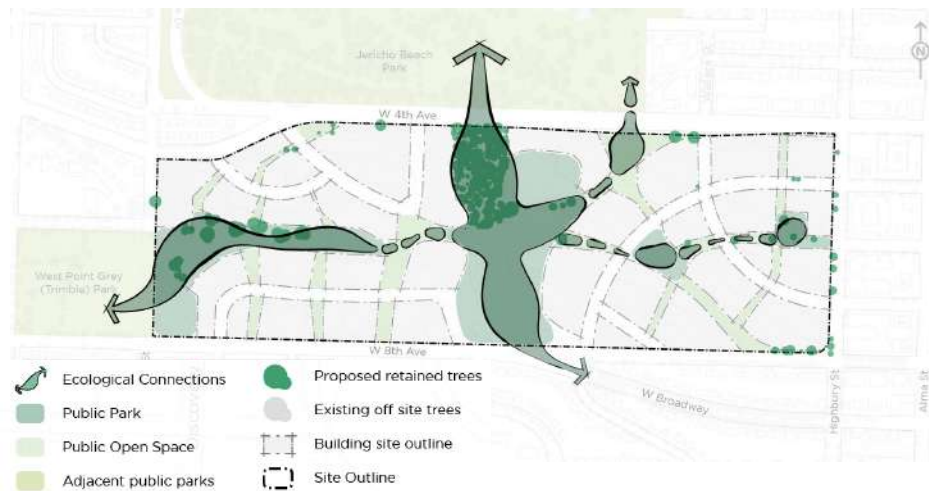 Jericho Beach
Park
N
W 4th Ave
West Point Grey
(Trimble) Park
W 8th Ave
W Broadway
Highbury St
Alma St
Ecological Connections
Public Park
Public Open Space
Adjacent public parks
Proposed retained trees
Existing off site trees
Building site outline
Site Outline